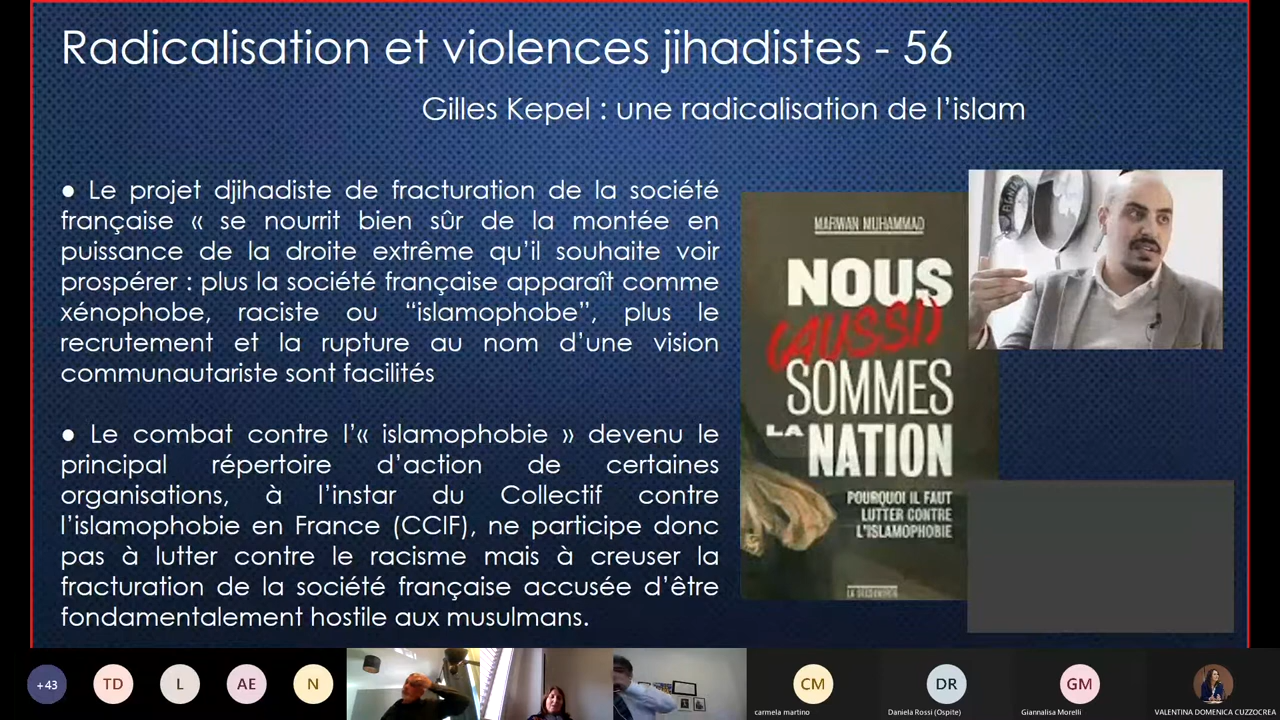 Radicalisation et violences jihadistes - 56
Gilles Kepel : une radicalisation de l’islam
● Le projet djihadiste de fracturation de la société
française « se nourrit bien sûr de la montée en
puissance de la droite extrême qu’il souhaite voir
prospérer : plus la société française apparaît comme
xénophobe, raciste ou “islamophobe”, plus le
recrutement et la rupture au nom d’une vision
communautariste sont facilités
● Le combat contre l’« islamophobie » devenu le
principal répertoire d’action de certaines
organisations, à l’instar du Collectif contre
l’islamophobie en France (CCIF), ne participe donc
pas à lutter contre le racisme mais à creuser la
fracturation de la société française accusée d’être
fondamentalement hostile aux musulmans.
MARWAN MUHAMMAD
NOUS
(AUSSI)
SOMMES
LA NATION
POURQUOI IL FAUT
LUTTER CONTRE
L'ISLAMOPHOBIE
LA DÉCOUVERTE
+43
TD
L
AE
N
CM
carmela martino
DR
Daniela Rossi (Ospite)
GM
Giannalisa Morelli
VALENTINA DOMENICA CUZZOCREA